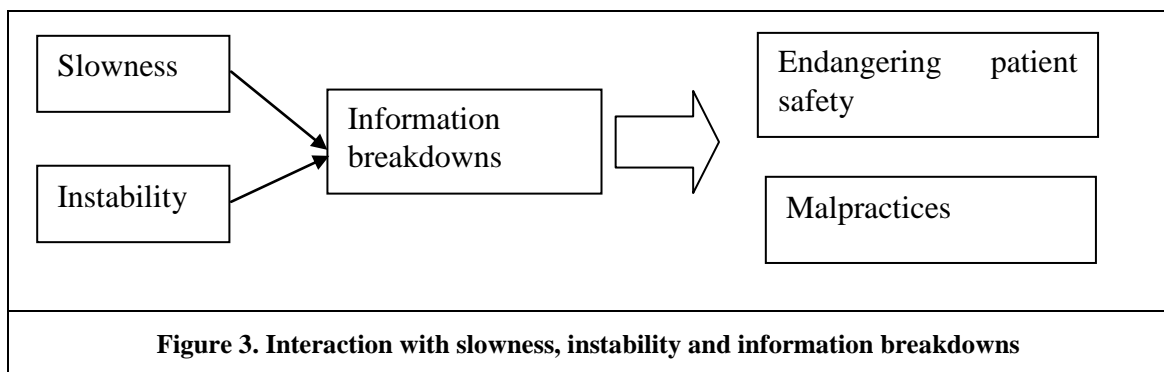 Slowness
Instability
Information
breakdowns
Endangering patient
safety
Malpractices
Figure 3. Interaction with slowness, instability and information breakdowns